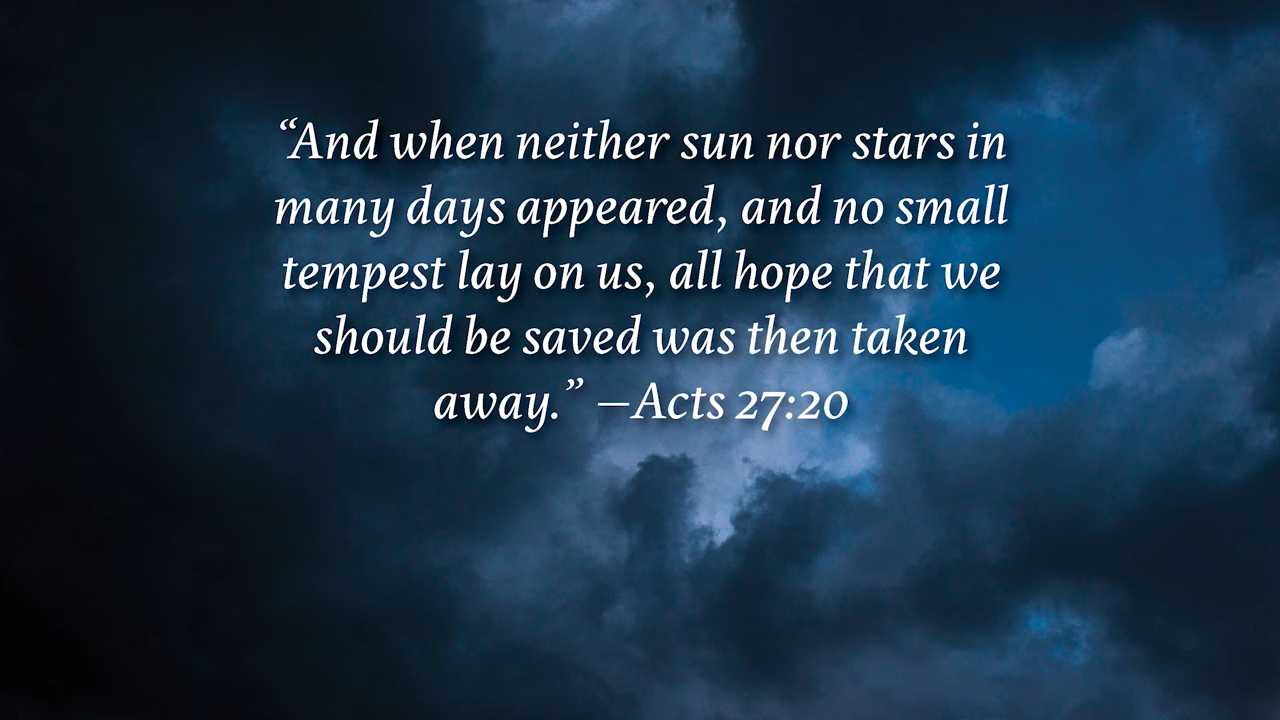 “And when neither sun nor stars in
many days appeared, and no small
tempest lay on us, all hope that we
should be saved was then taken
away.” —Acts 27:20